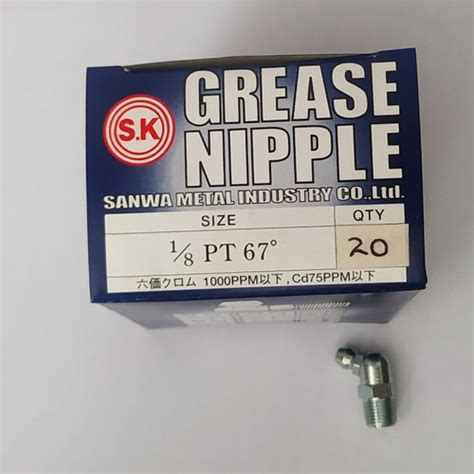 S.K
GREASE
NIPPLE
SANWA METAL INDUSTRY CO.,Ltd.
SIZE QTY
1/8 PT 67° 20
六価クロム 1000PPM以下 , Cd75PPM以下